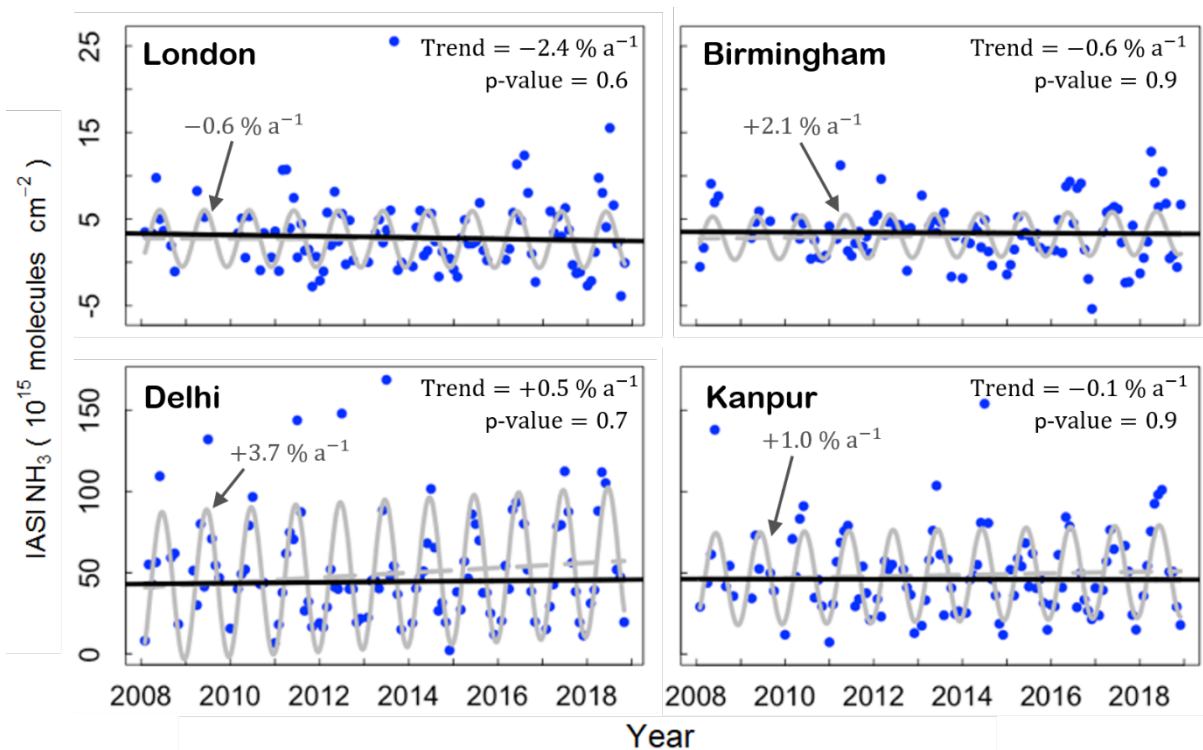 IASI NH₃ ( 10¹⁵ molecules cm⁻²)
London
Trend = −2.4 % a⁻¹
p-value = 0.6
−0.6 % a⁻¹
25
15
5
-5
Birmingham
Trend = −0.6 % a⁻¹
p-value = 0.9
+2.1 % a⁻¹
Delhi
Trend = +0.5 % a⁻¹
p-value = 0.7
+3.7 % a⁻¹
150
100
50
0
2008 2010 2012 2014 2016 2018
Kanpur
Trend = −0.1 % a⁻¹
p-value = 0.9
+1.0 % a⁻¹
2008 2010 2012 2014 2016 2018
Year